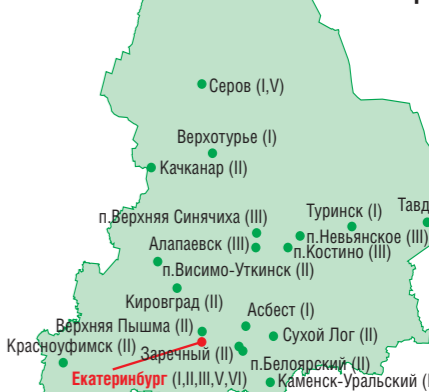 Серов (I,V)
Верхотурье (I)
Качканар (II)
Туринск (I)
Тавд
п.Верхняя Синячиха (III)
п.Невьянское (III)
Алапаевск (III)
п.Костино (III)
п.Висимо-Уткинск (II)
Кировград (II)
Асбест (I)
Верхняя Пышма (II)
Сухой Лог (II)
Красноуфимск (II)
Заречный (II)
п.Белоярский (II)
Екатеринбург (I,II,III,V,VI)
Каменск-Уральский (